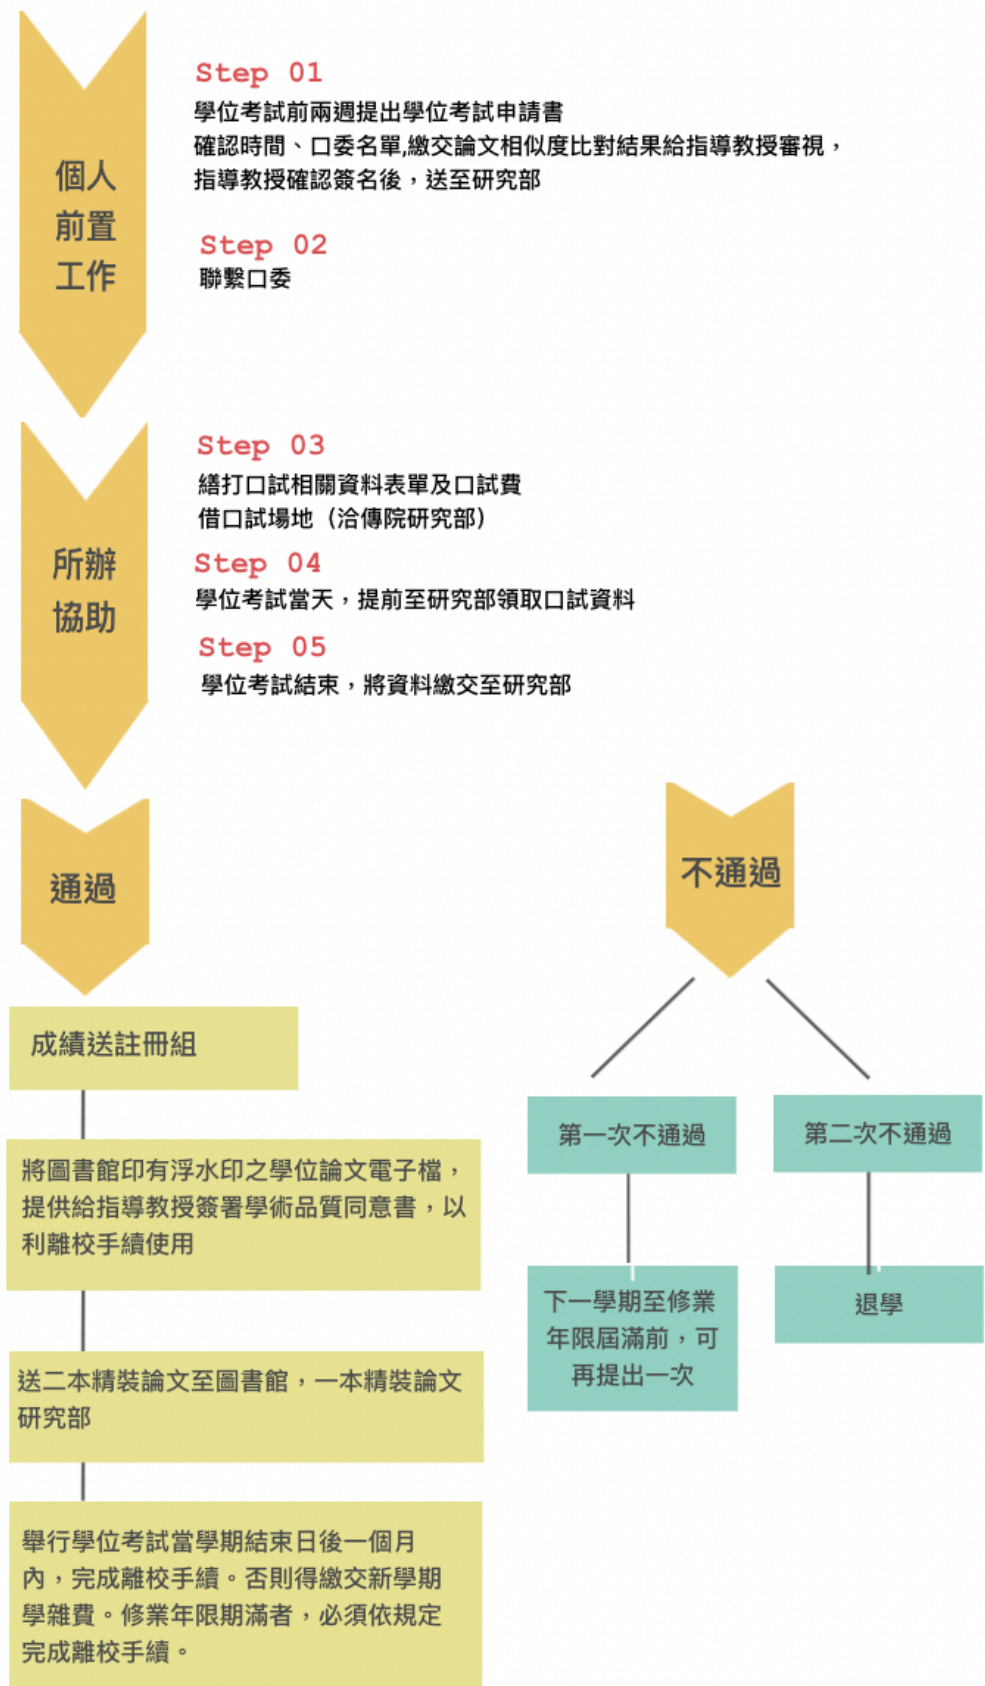 個人
前置
工作
Step 01
學位考試前兩週提出學位考試申請書
確認時間、口委名單,繳交論文相似度比對結果給指導教授審視，
指導教授確認簽名後，送至研究部
Step 02
聯繫口委
所辦
協助
Step 03
繕打口試相關資料表單及口試費
借口試場地（洽傳院研究部）
Step 04
學位考試當天，提前至研究部領取口試資料
Step 05
學位考試結束，將資料繳交至研究部
通過
成績送註冊組
將圖書館印有浮水印之學位論文電子檔，
提供給指導教授簽署學術品質同意書，以
利離校手續使用
送二本精裝論文至圖書館，一本精裝論文
研究部
舉行學位考試當學期結束日後一個月
內，完成離校手續。否則得繳交新學期
學雜費。修業年限期滿者，必須依規定
完成離校手續。
不通過
第一次不通過
下一學期至修業
年限屆滿前，可
再提出一次
第二次不通過
退學